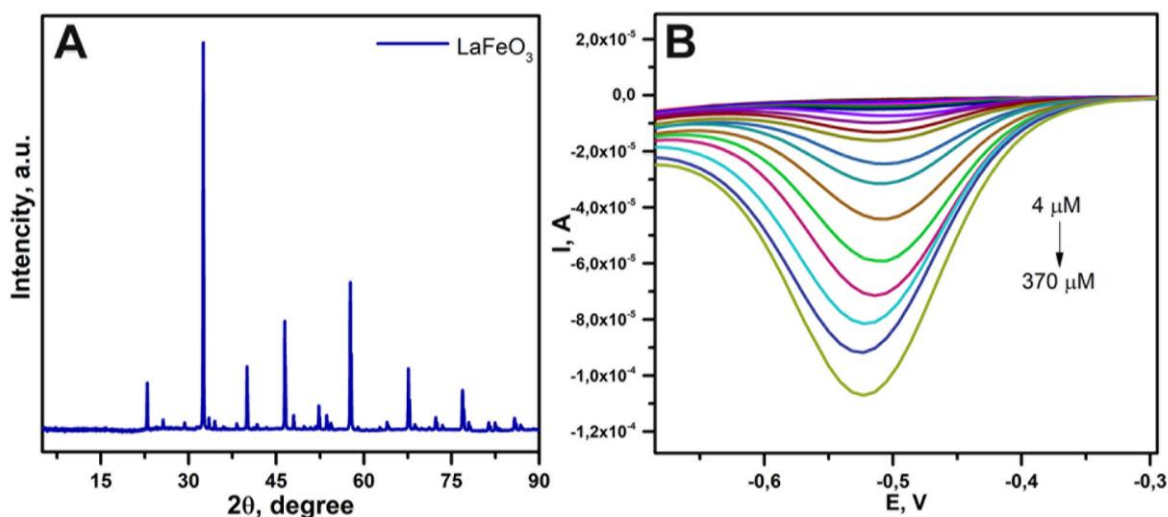 A
LaFeO₃
Intencity, a.u.
15 30 45 60 75 90
2θ, degree
B
2,0x10⁻⁵
0,0
-2,0x10⁻⁵
-4,0x10⁻⁵
-6,0x10⁻⁵
-8,0x10⁻⁵
-1,0x10⁻⁴
-1,2x10⁻⁴
I, A
4 µM
370 µM
-0,6 -0,5 -0,4 -0,3
E, V